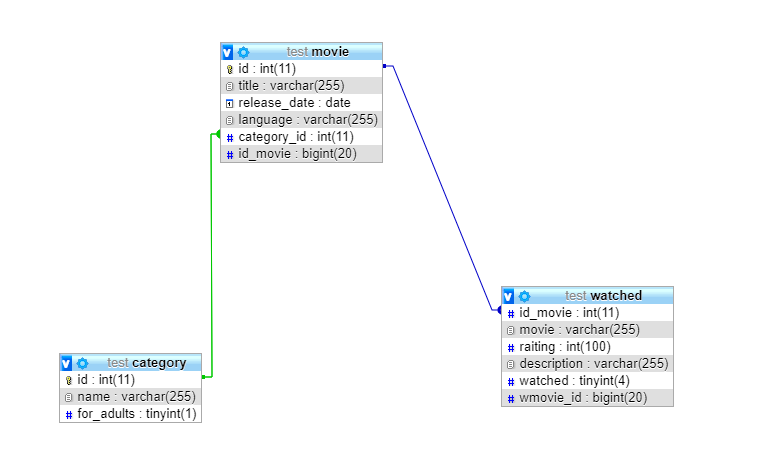 test movie
id : int(11)
title : varchar(255)
release_date : date
language : varchar(255)
category_id : int(11)
id_movie : bigint(20)
test watched
id_movie : int(11)
movie : varchar(255)
raiting : int(100)
description : varchar(255)
watched : tinyint(4)
wmovie_id : bigint(20)
test category
id : int(11)
name : varchar(255)
for_adults : tinyint(1)